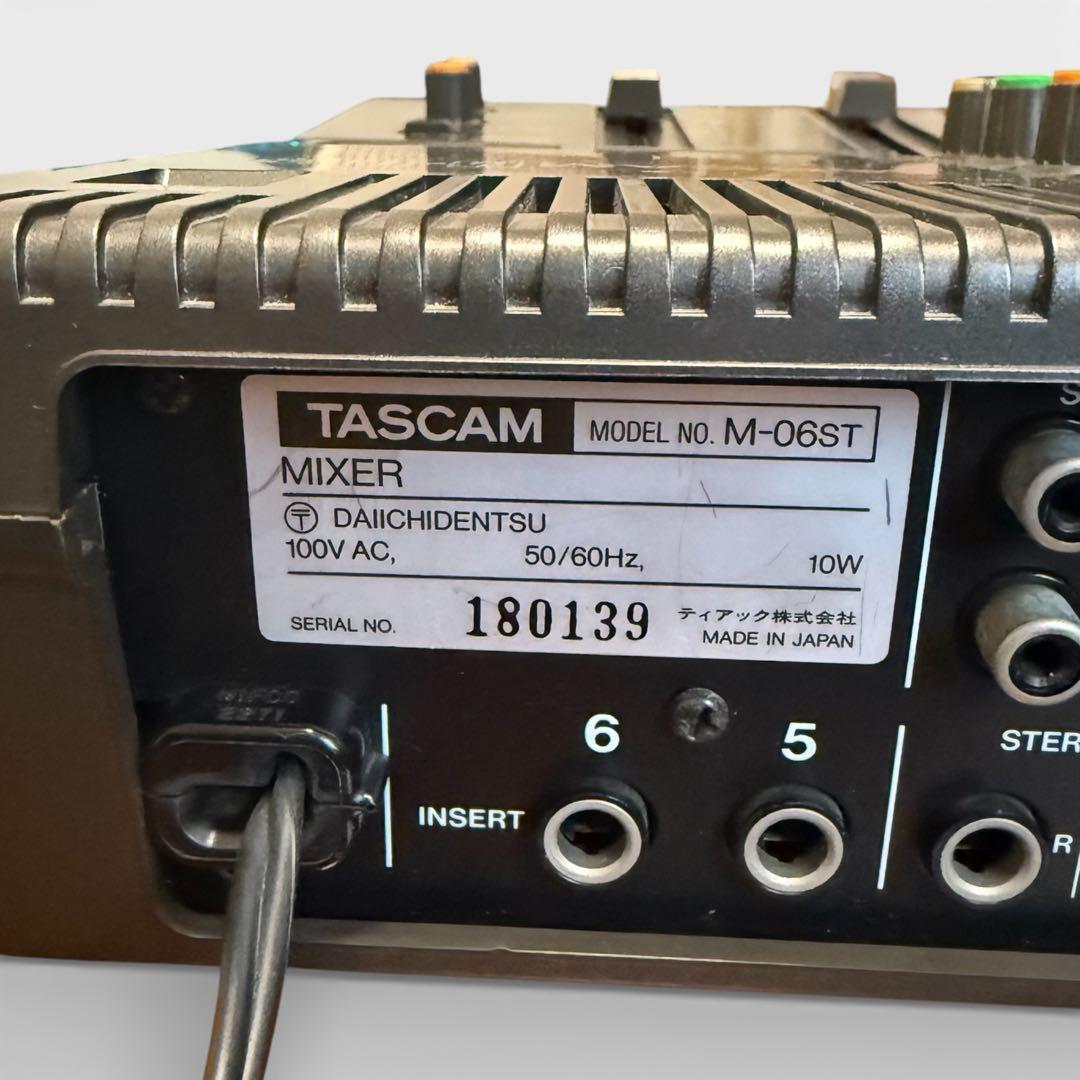 TASCAM MODEL NO. M-06ST
MIXER
〶 DAIICHIDENTSU
100V AC, 50/60Hz, 10W
SERIAL NO. 180139 ティアック株式会社
MADE IN JAPAN
6 5
STER
INSERT
R